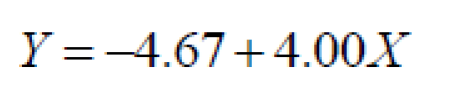 Y = –4.67 + 4.00X